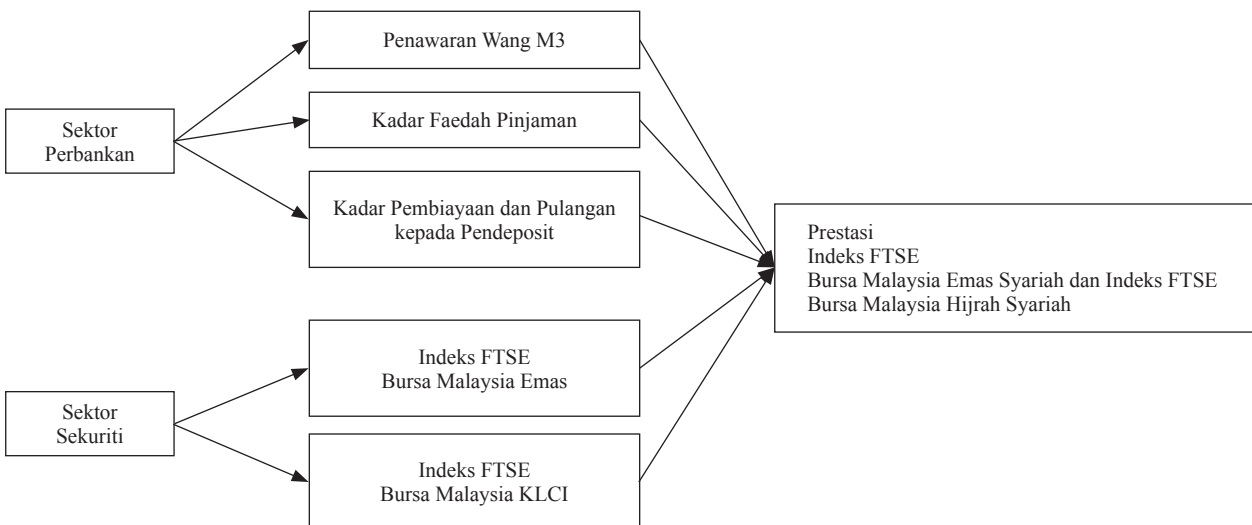 Sektor
Perbankan
Penawaran Wang M3
Kadar Faedah Pinjaman
Kadar Pembiayaan dan Pulangan
kepada Pendeposit
Sektor
Sekuriti
Indeks FTSE
Bursa Malaysia Emas
Indeks FTSE
Bursa Malaysia KLCI
Prestasi
Indeks FTSE
Bursa Malaysia Emas Syariah dan Indeks FTSE
Bursa Malaysia Hijrah Syariah